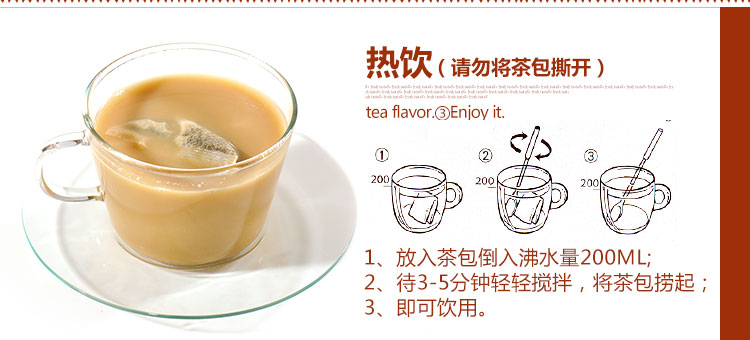 热饮（请勿将茶包撕开）
tea flavor.③Enjoy it.
① ② ③
200 200 200
1、放入茶包倒入沸水量200ML;
2、待3-5分钟轻轻搅拌，将茶包捞起；
3、即可饮用。